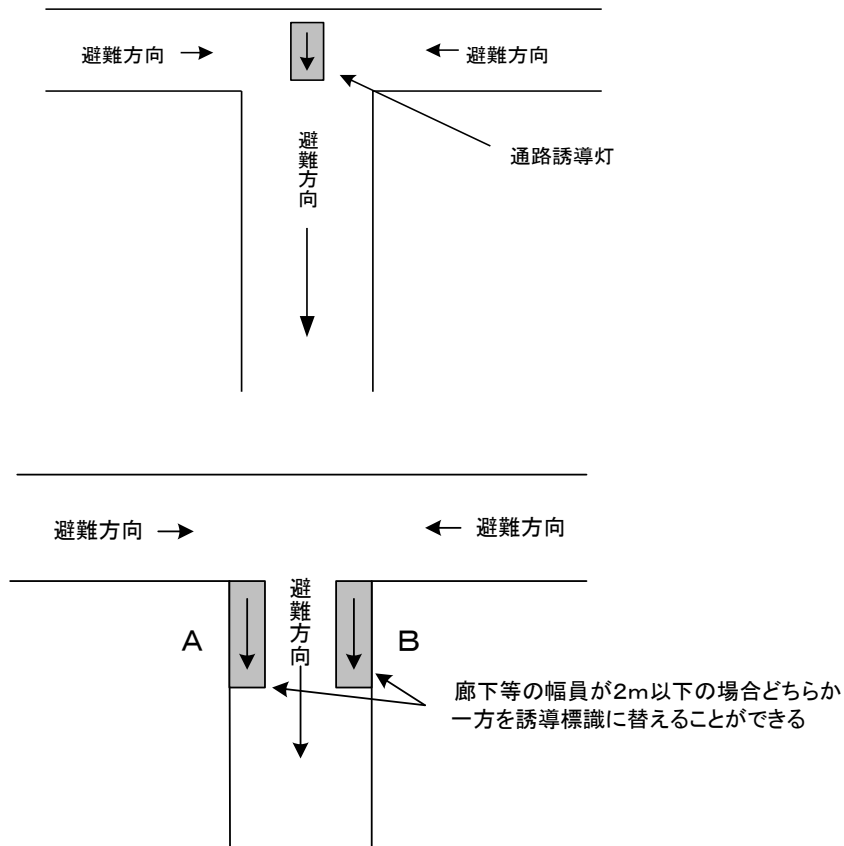 避難方向
避難方向
避難方向
通路誘導灯
避難方向
避難方向
避難方向
A
B
廊下等の幅員が2m以下の場合どちらか
一方を誘導標識に替えることができる